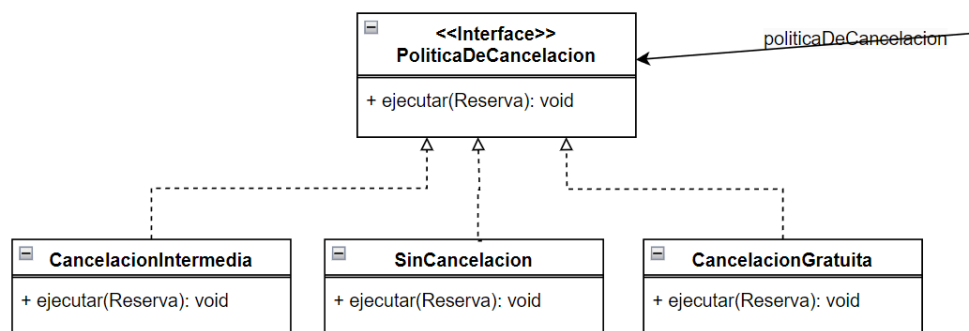 <<Interface>>
PoliticaDeCancelacion
politicaDeCancelacion
+ ejecutar(Reserva): void
CancelacionIntermedia
+ ejecutar(Reserva): void
SinCancelacion
+ ejecutar(Reserva): void
CancelacionGratuita
+ ejecutar(Reserva): void